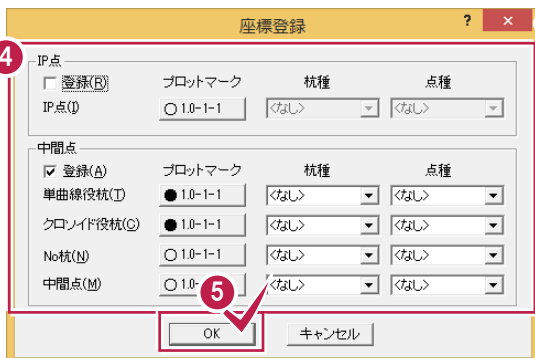 座標登録 ? ×
4
IP点
登録(R) プロットマーク 杭種 点種
IP点(I) ○ 1.0-1-1 <なし> <なし>
中間点
登録(A) プロットマーク 杭種 点種
単曲線役杭(T) ● 1.0-1-1 <なし> <なし>
クロソイド役杭(C) ● 1.0-1-1 <なし> <なし>
No杭(N) ○ 1.0-1-1 <なし> <なし>
中間点(M) ○ 1.0- <なし> <なし>
5
OK キャンセル